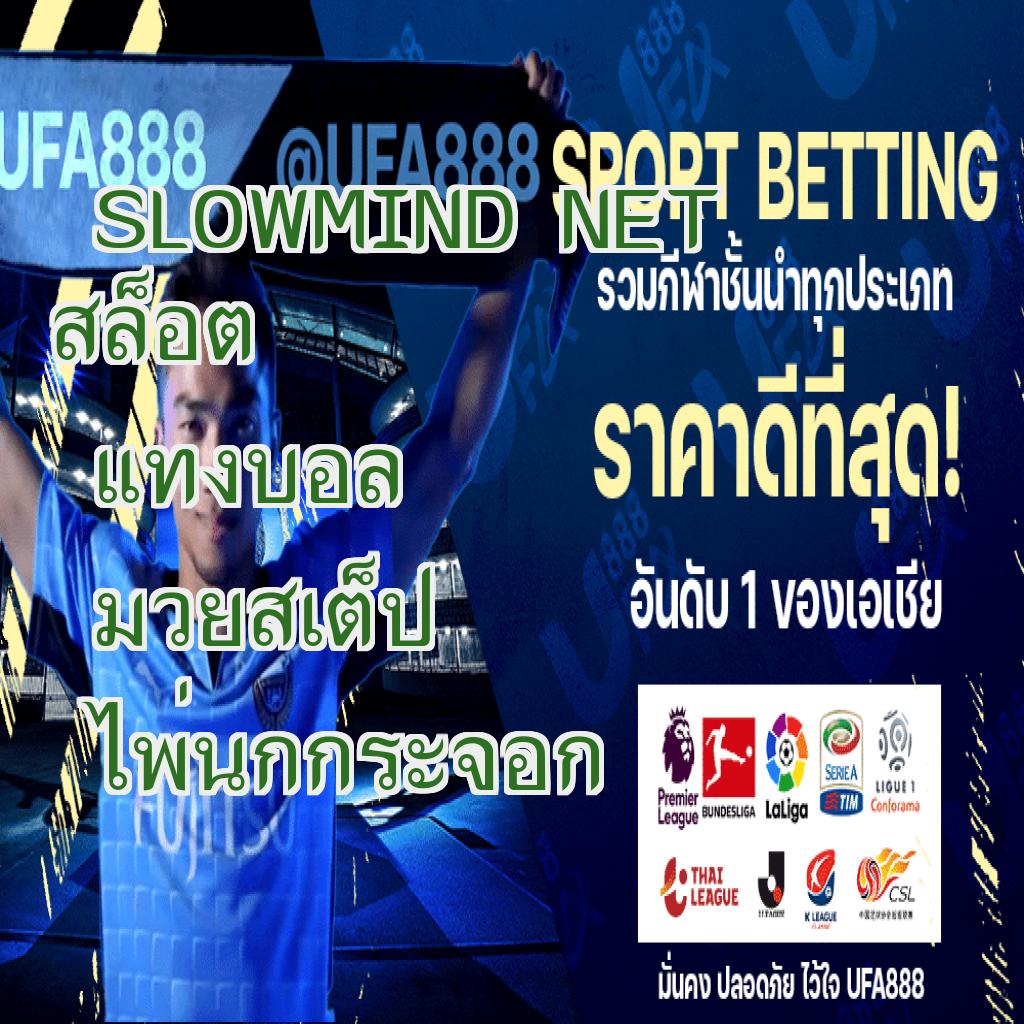 UFA888
@UFA888
SPORT BETTING
SLOWMIND NET
รวมกีฬาชั้นนำทุกประเภท
สล็อต
ราคาดีที่สุด!
แทงบอล
อันดับ 1 ของเอเชีย
มวยสเต็ป
ไพ่นกกระจอก
FUJITSU
Premier
League
BUNDESLIGA
LaLiga
SERIE A
TIM
LIGUE 1
Conforama
THAI
LEAGUE
J.LEAGUE
K LEAGUE
CSL
มั่นคง ปลอดภัย ไว้ใจ UFA888